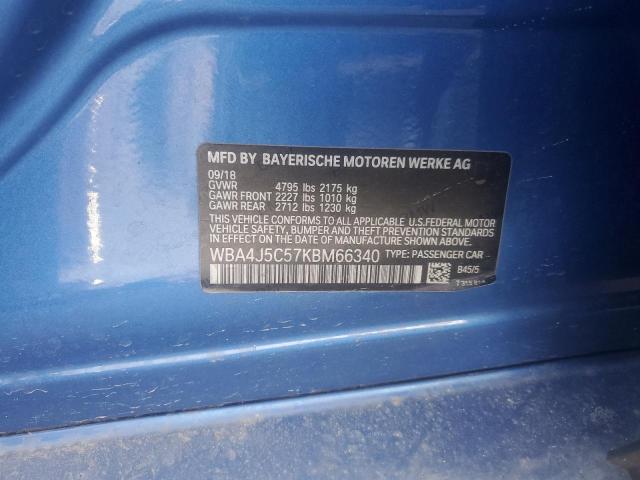 MFD BY BAYERISCHE MOTOREN WERKE AG
09/18
GVWR 4795 lbs 2175 kg
GAWR FRONT 2227 lbs 1010 kg
GAWR REAR 2712 lbs 1230 kg
THIS VEHICLE CONFORMS TO ALL APPLICABLE U.S.FEDERAL MOTOR
VEHICLE SAFETY, BUMPER AND THEFT PREVENTION STANDARDS
IN EFFECT ON THE DATE OF MANUFACTURE SHOWN ABOVE.
WBA4J5C57KBM66340 TYPE: PASSENGER CAR
B45/5